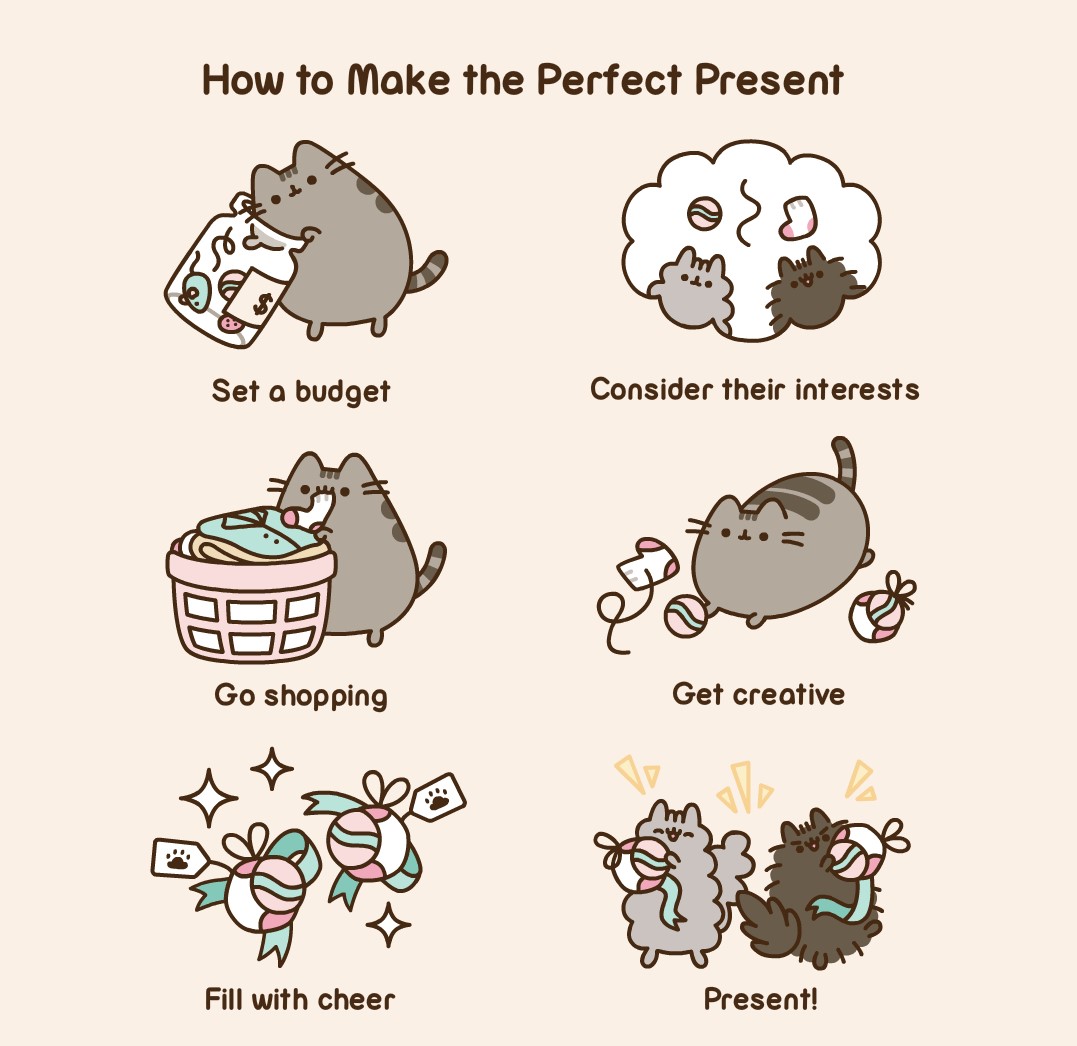 How to Make the Perfect Present
$
Set a budget
Consider their interests
Go shopping
Get creative
Fill with cheer
Present!